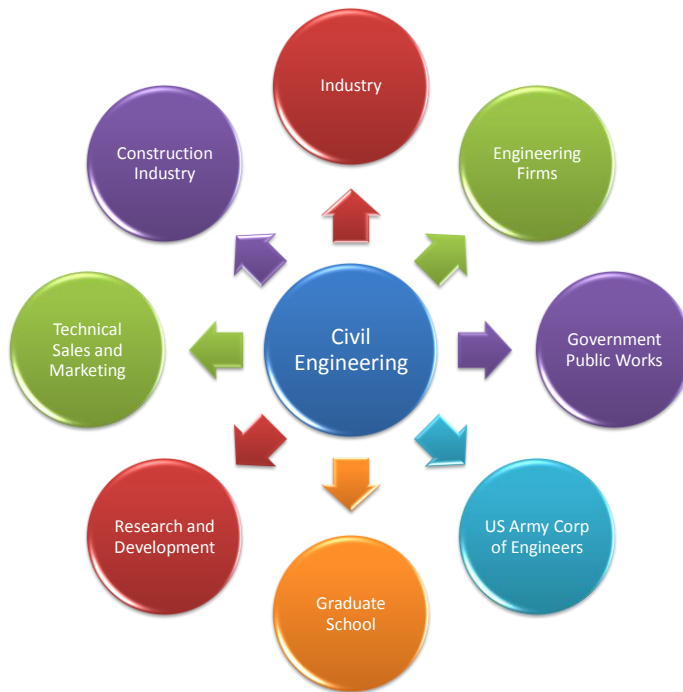 Industry
Construction
Industry
Engineering
Firms
Technical
Sales and
Marketing
Civil
Engineering
Government
Public Works
Research and
Development
US Army Corp
of Engineers
Graduate
School